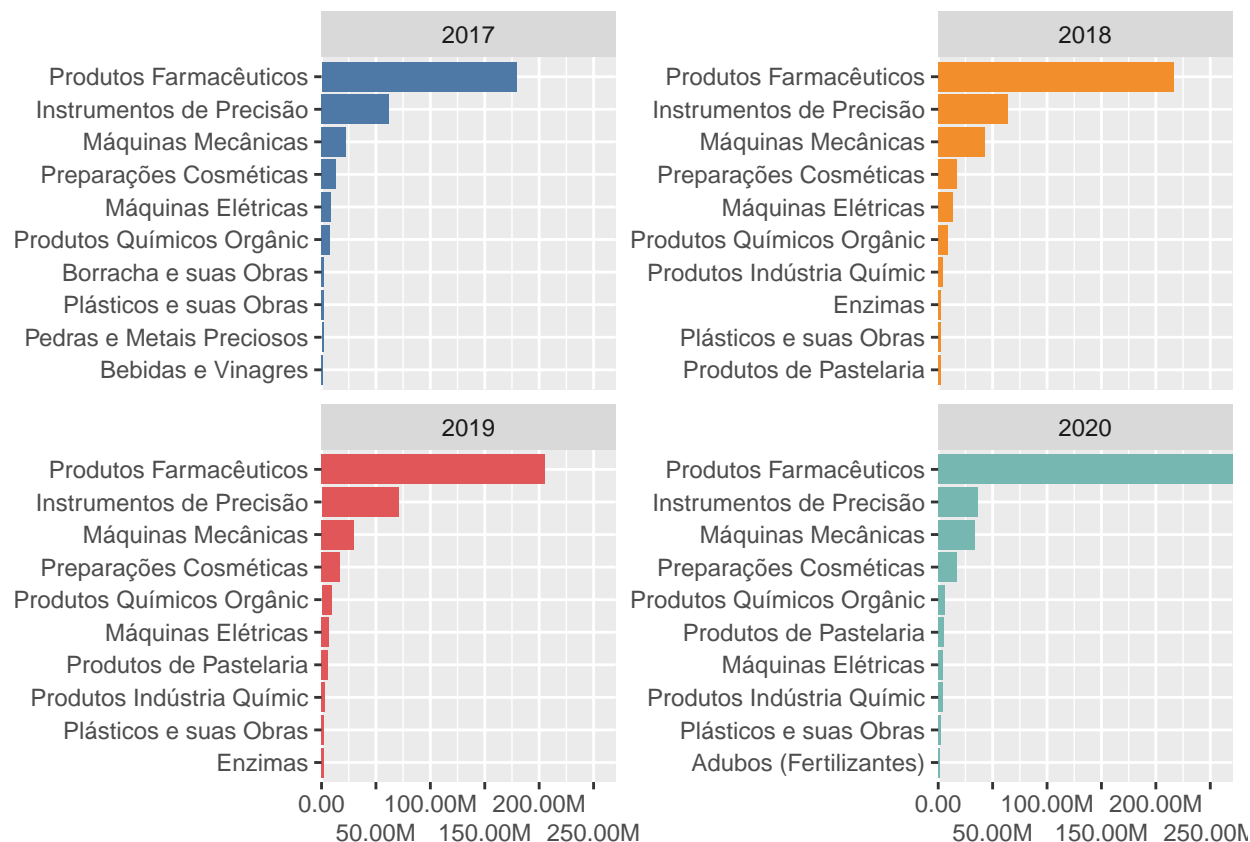 2017
Produtos Farmacêuticos
Instrumentos de Precisão
Máquinas Mecânicas
Preparações Cosméticas
Máquinas Elétricas
Produtos Químicos Orgânic
Borracha e suas Obras
Plásticos e suas Obras
Pedras e Metais Preciosos
Bebidas e Vinagres
2018
Produtos Farmacêuticos
Instrumentos de Precisão
Máquinas Mecânicas
Preparações Cosméticas
Máquinas Elétricas
Produtos Químicos Orgânic
Produtos Indústria Químic
Enzimas
Plásticos e suas Obras
Produtos de Pastelaria
2019
Produtos Farmacêuticos
Instrumentos de Precisão
Máquinas Mecânicas
Preparações Cosméticas
Produtos Químicos Orgânic
Máquinas Elétricas
Produtos de Pastelaria
Produtos Indústria Químic
Plásticos e suas Obras
Enzimas
0.00 100.00M 200.00M
50.00M 150.00M 250.00M
2020
Produtos Farmacêuticos
Instrumentos de Precisão
Máquinas Mecânicas
Preparações Cosméticas
Produtos Químicos Orgânic
Produtos de Pastelaria
Máquinas Elétricas
Produtos Indústria Químic
Plásticos e suas Obras
Adubos (Fertilizantes)
0.00 100.00M 200.00M
50.00M 150.00M 250.00M